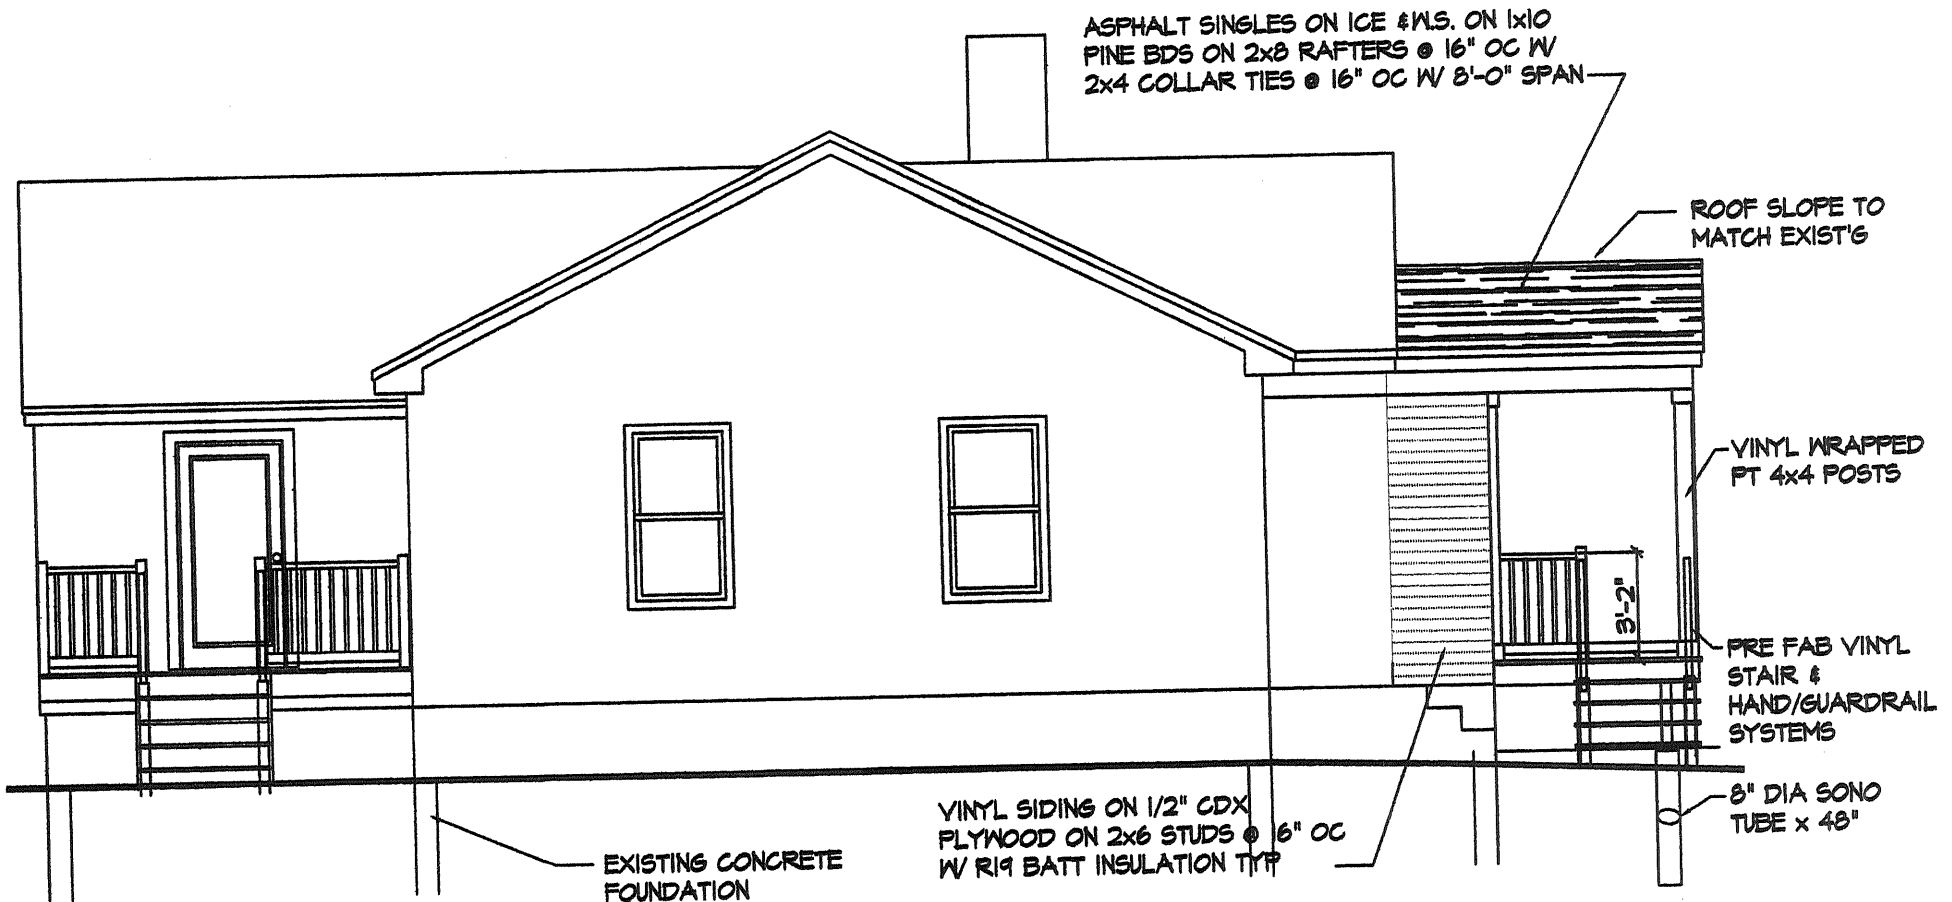 ASPHALT SINGLES ON ICE & W.S. ON 1x10
PINE BDS ON 2x8 RAFTERS @ 16" OC W/
2x4 COLLAR TIES @ 16" OC W/ 8'-0" SPAN
ROOF SLOPE TO
MATCH EXIST'G
VINYL WRAPPED
PT 4x4 POSTS
3'-2"
PRE FAB VINYL
STAIR &
HAND/GUARDRAIL
SYSTEMS
8" DIA SONO
TUBE x 48"
VINYL SIDING ON 1/2" CDX
PLYWOOD ON 2x6 STUDS @ 16" OC
W/ R19 BATT INSULATION TYP
EXISTING CONCRETE
FOUNDATION